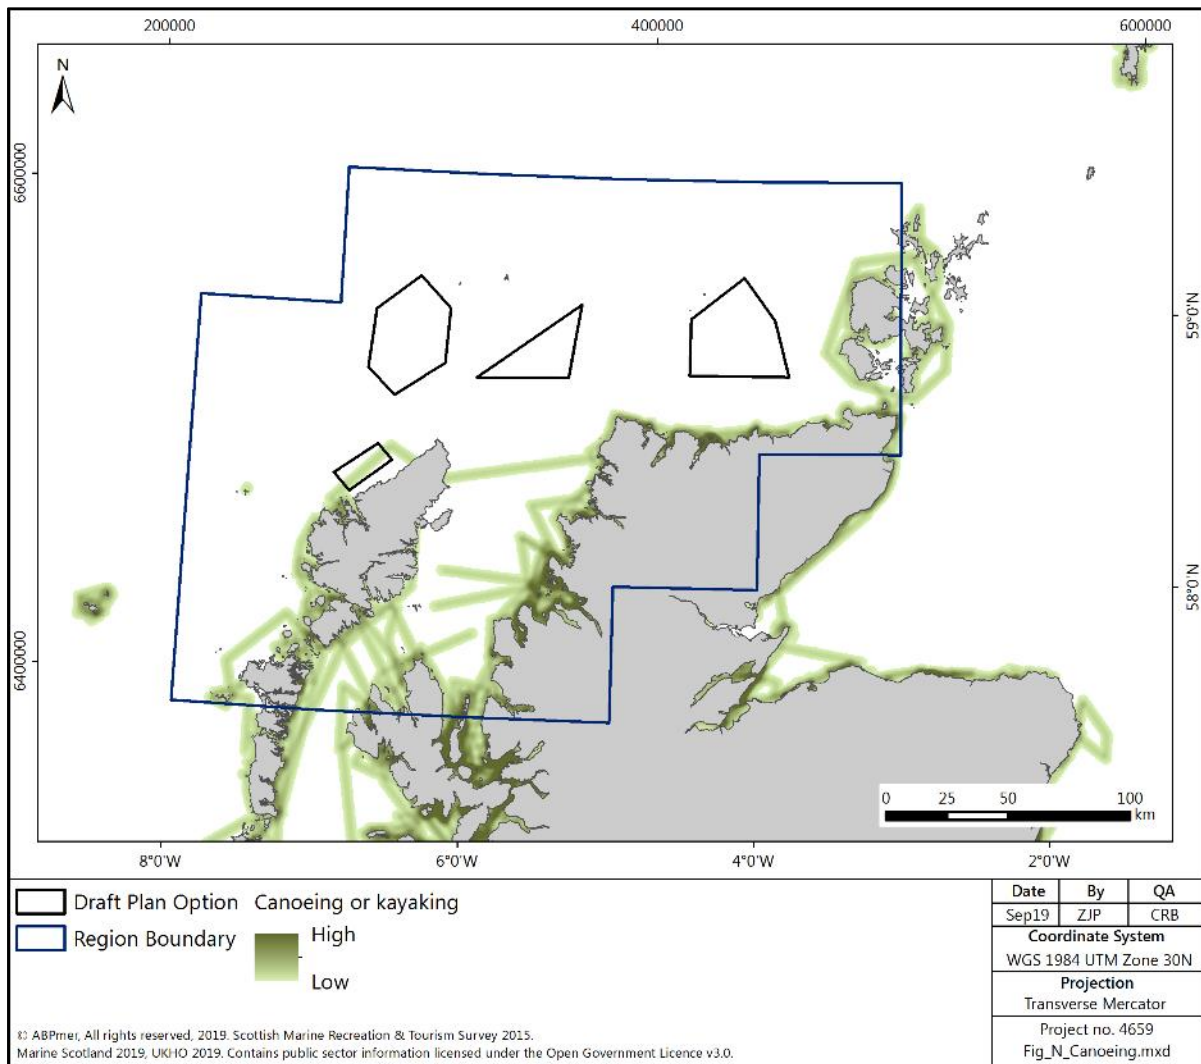 200000 400000 600000
N
6600000
6400000
59°0'N
58°0'N
0 25 50 100
km
8°0'W 6°0'W 4°0'W 2°0'W
Draft Plan Option
Region Boundary
Canoeing or kayaking
High
Low
Date By QA
Sep19 ZJP CRB
Coordinate System
WGS 1984 UTM Zone 30N
Projection
Transverse Mercator
Project no. 4659
Fig_N_Canoeing.mxd
© ABPmer, All rights reserved, 2019. Scottish Marine Recreation & Tourism Survey 2015.
Marine Scotland 2019, UKHO 2019. Contains public sector information licensed under the Open Government Licence v3.0.